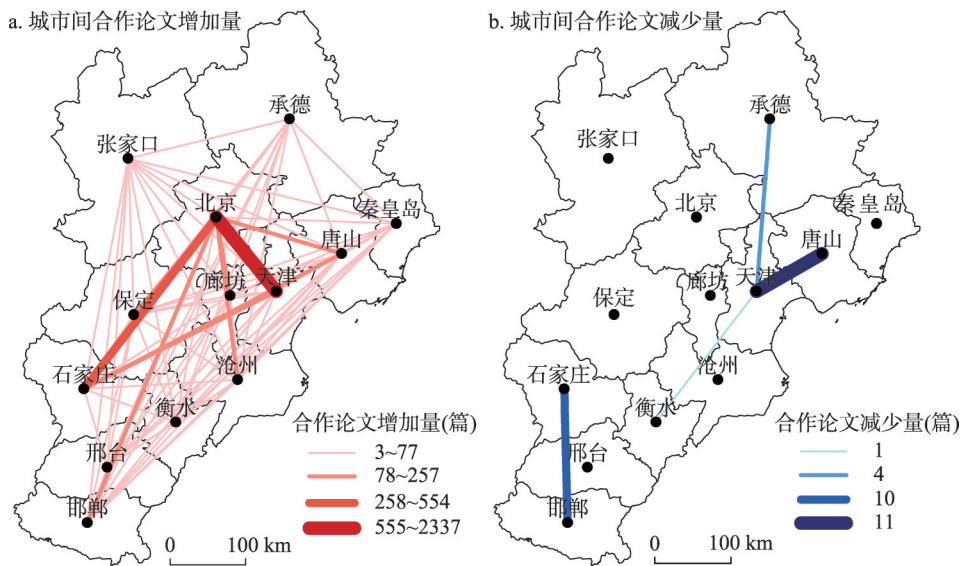 a. 城市间合作论文增加量
承德
张家口
北京
秦皇岛
唐山
廊坊
天津
保定
石家庄
沧州
衡水
邢台
邯郸
合作论文增加量(篇)
3~77
78~257
258~554
555~2337
0 100 km
b. 城市间合作论文减少量
承德
张家口
北京
秦皇岛
唐山
廊坊
天津
保定
石家庄
沧州
衡水
邢台
邯郸
合作论文减少量(篇)
1
4
10
11
0 100 km